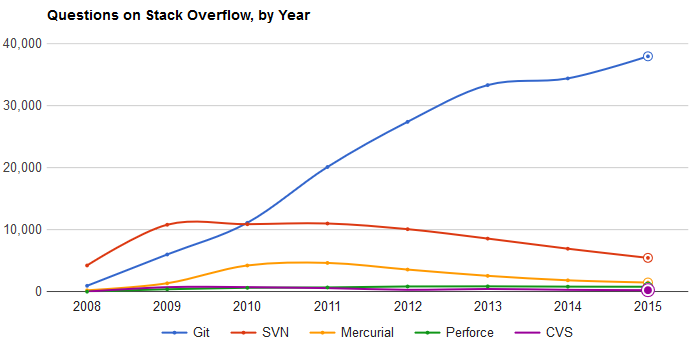 Questions on Stack Overflow, by Year
40,000
30,000
20,000
10,000
0
2008 2009 2010 2011 2012 2013 2014 2015
Git SVN Mercurial Perforce CVS